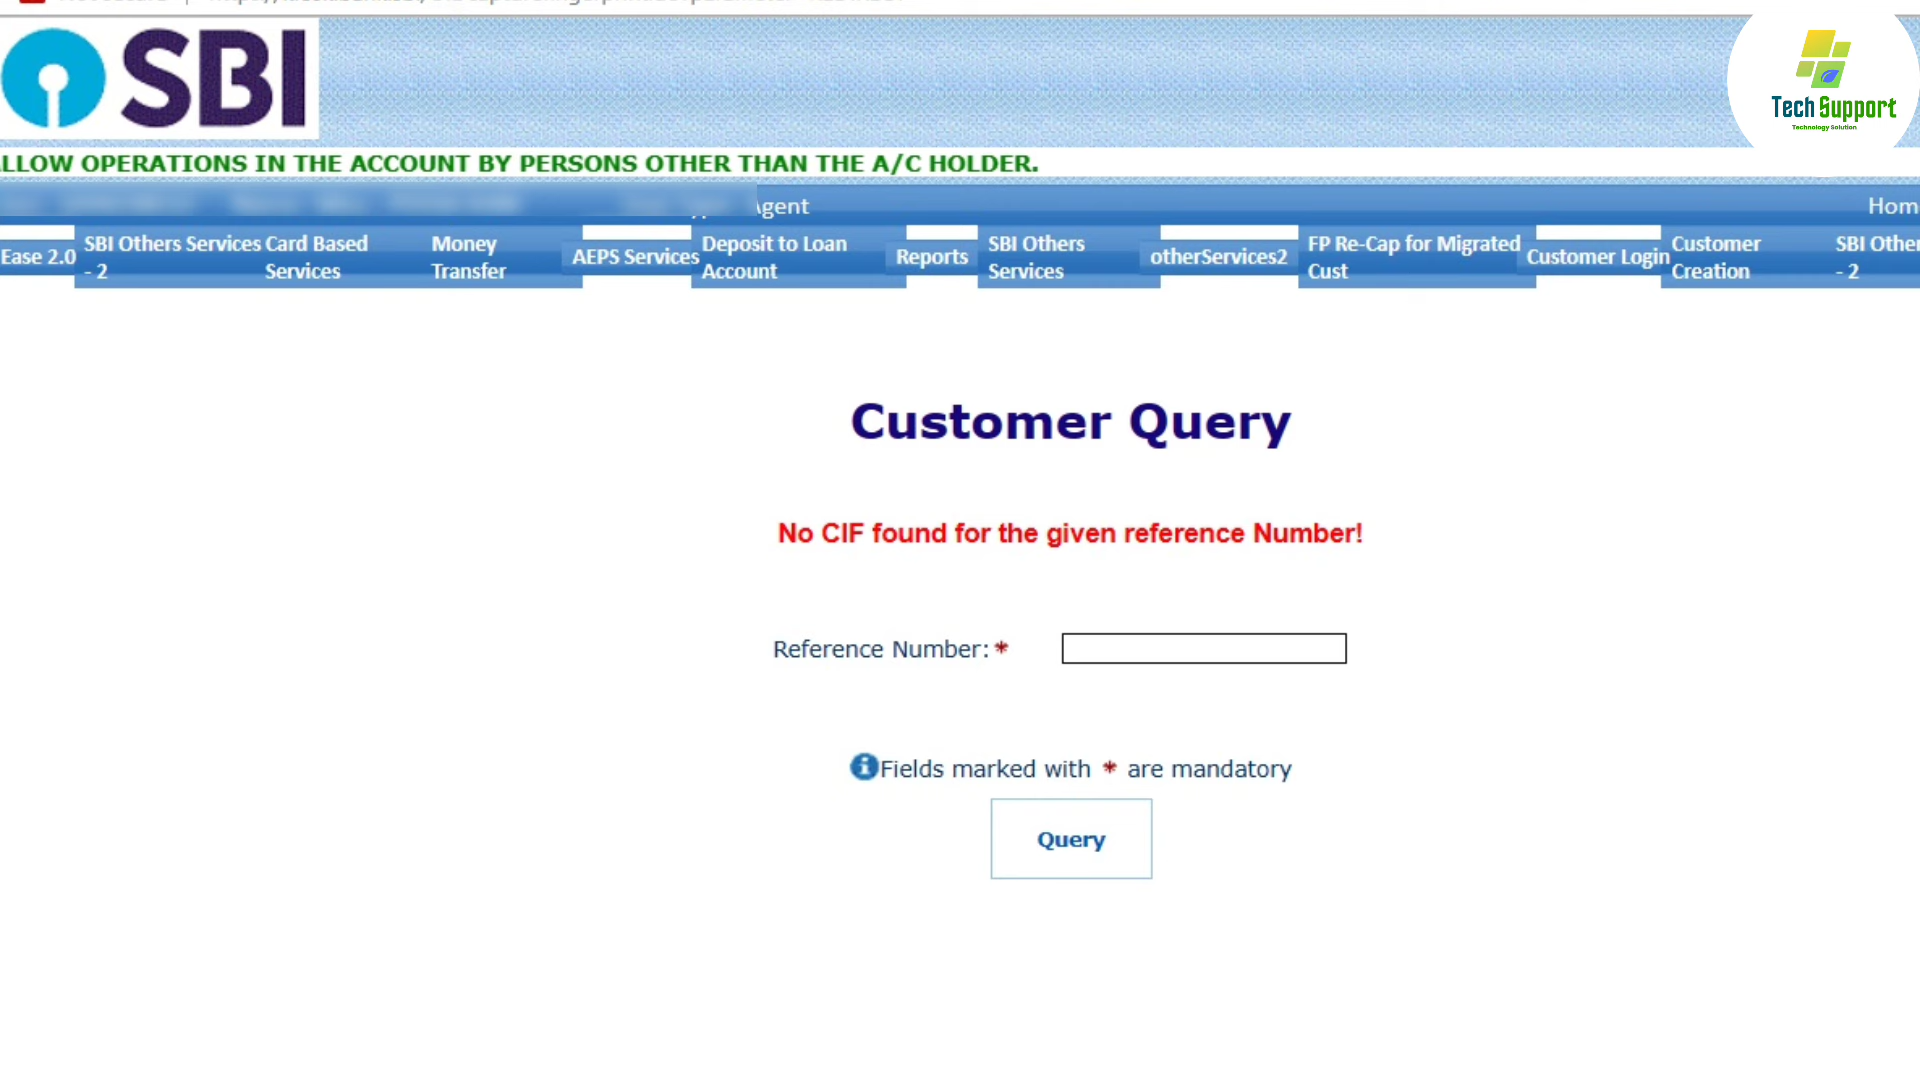 SBI
Tech Support
Technology Solution
LLOW OPERATIONS IN THE ACCOUNT BY PERSONS OTHER THAN THE A/C HOLDER.
gent
Hom
Ease 2.0
SBI Others Services
- 2
Card Based
Services
Money
Transfer
AEPS Services
Deposit to Loan
Account
Reports
SBI Others
Services
otherServices2
FP Re-Cap for Migrated
Cust
Customer Login
Customer
Creation
SBI Other
- 2
Customer Query
No CIF found for the given reference Number!
Reference Number:*
Fields marked with * are mandatory
Query